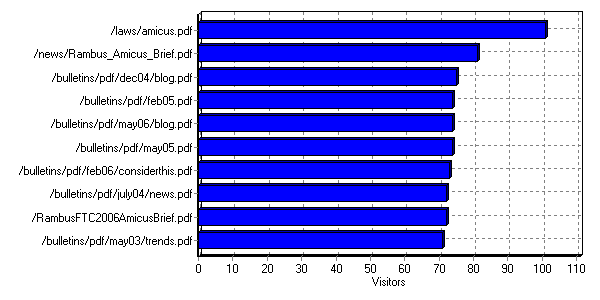 /laws/amicus.pdf
/news/Rambus_Amicus_Brief.pdf
/bulletins/pdf/dec04/blog.pdf
/bulletins/pdf/feb05.pdf
/bulletins/pdf/may06/blog.pdf
/bulletins/pdf/may05.pdf
/bulletins/pdf/feb06/considerthis.pdf
/bulletins/pdf/july04/news.pdf
/RambusFTC2006AmicusBrief.pdf
/bulletins/pdf/may03/trends.pdf
0 10 20 30 40 50 60 70 80 90 100 110
Visitors